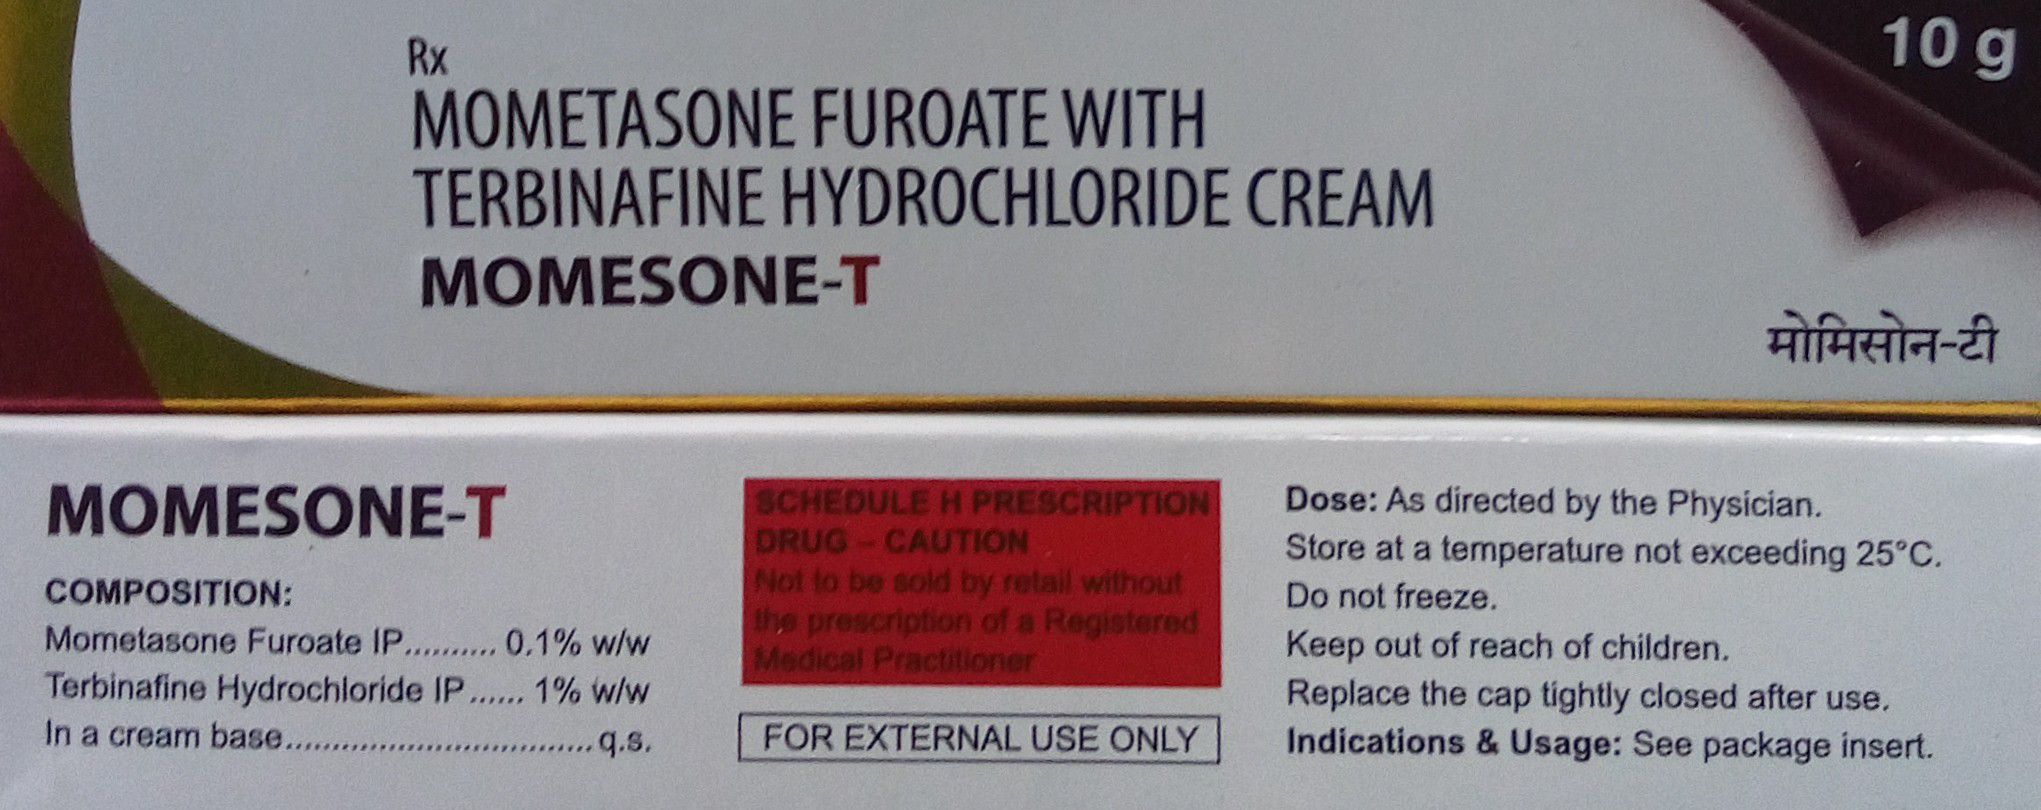 Rx
MOMETASONE FUROATE WITH
TERBINAFINE HYDROCHLORIDE CREAM
MOMESONE-T
10 g
मोमिसोन-टी
MOMESONE-T
COMPOSITION:
Mometasone Furoate IP.......... 0.1% w/w
Terbinafine Hydrochloride IP...... 1% w/w
In a cream base.................................. q.s.
SCHEDULE H PRESCRIPTION
DRUG – CAUTION
Not to be sold by retail without
the prescription of a Registered
Medical Practitioner
FOR EXTERNAL USE ONLY
Dose: As directed by the Physician.
Store at a temperature not exceeding 25°C.
Do not freeze.
Keep out of reach of children.
Replace the cap tightly closed after use.
Indications & Usage: See package insert.